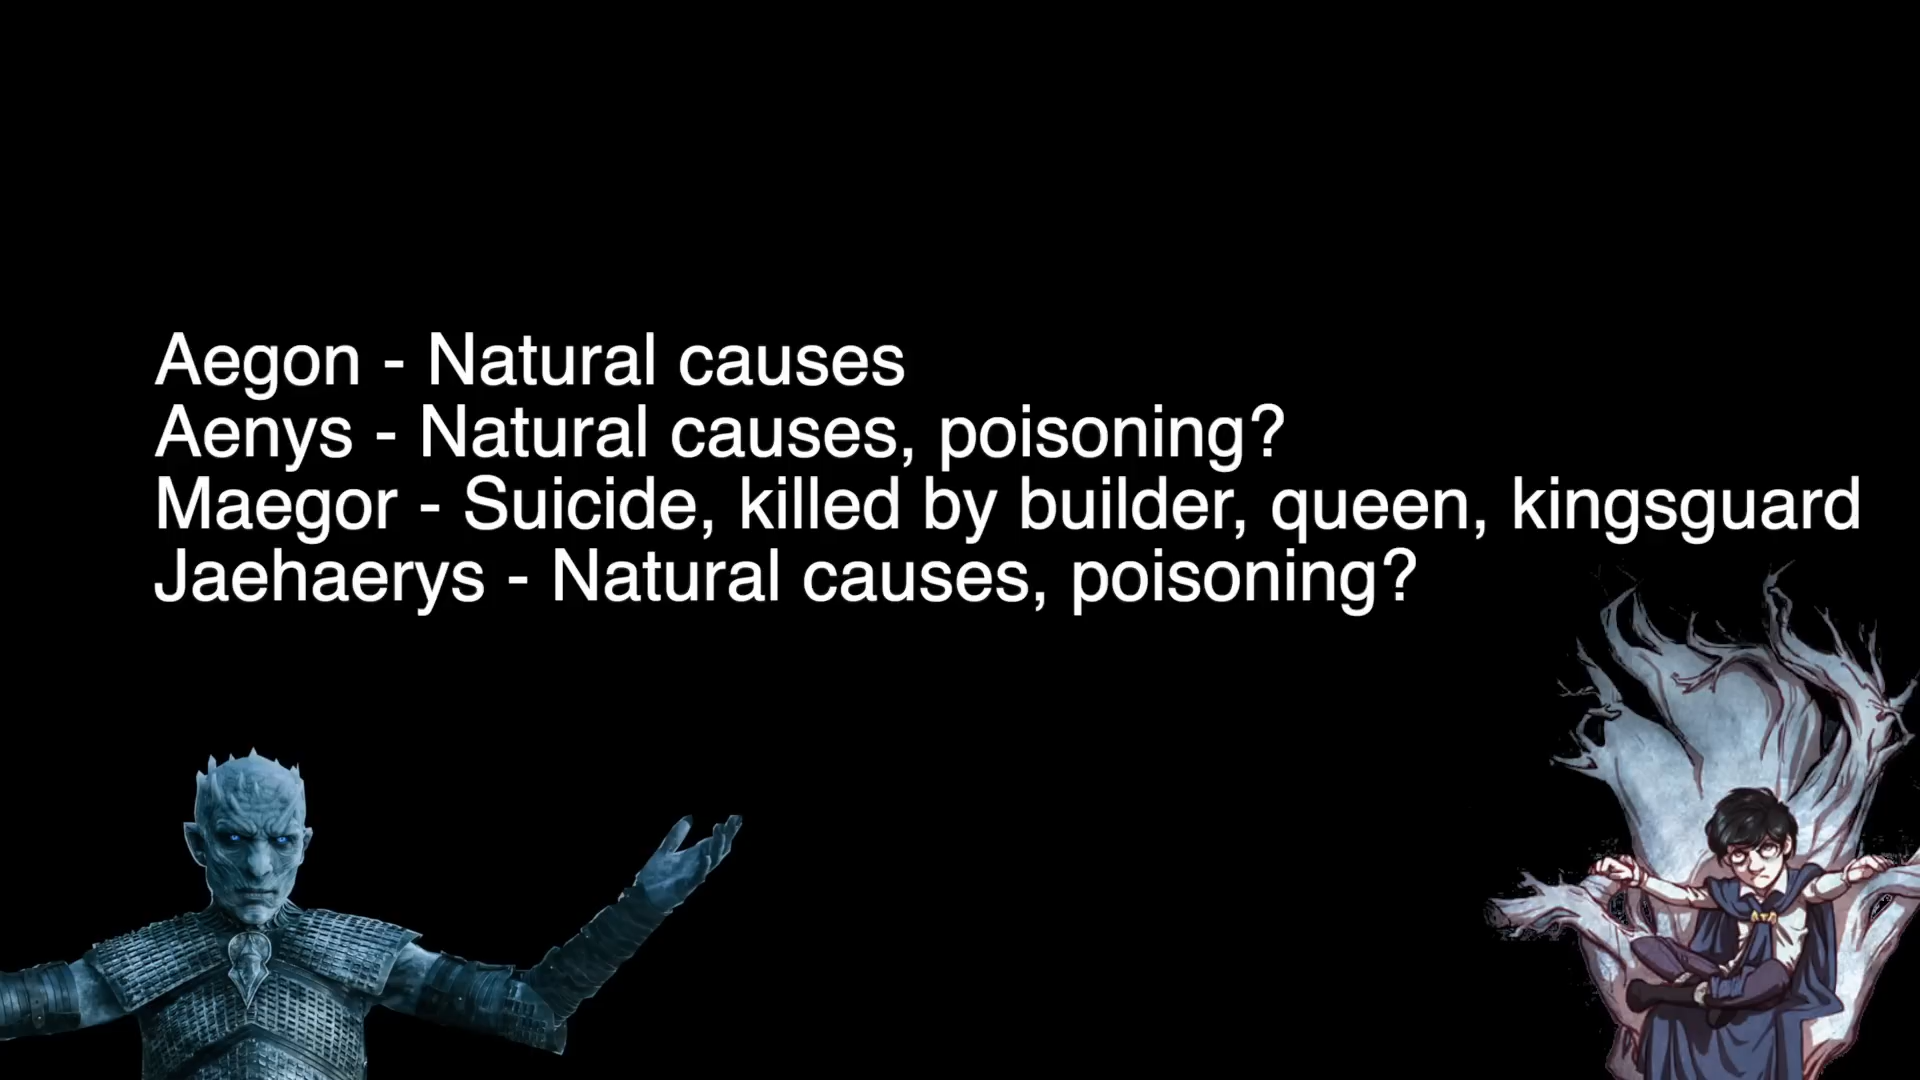 Aegon - Natural causes
Aenys - Natural causes, poisoning?
Maegor - Suicide, killed by builder, queen, kingsguard
Jaehaerys - Natural causes, poisoning?